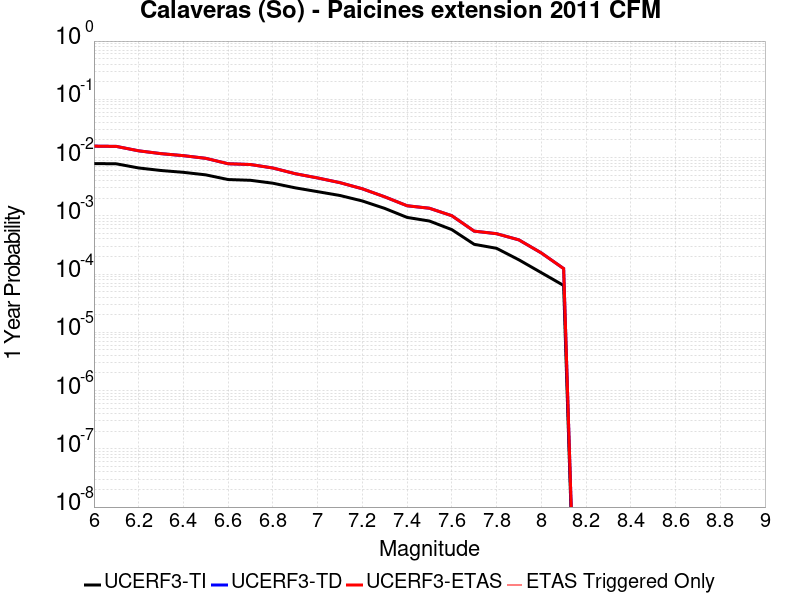 Calaveras (So) - Paicines extension 2011 CFM
10^0
10^-1
10^-2
10^-3
10^-4
10^-5
10^-6
10^-7
10^-8
1 Year Probability
6 6.2 6.4 6.6 6.8 7 7.2 7.4 7.6 7.8 8 8.2 8.4 8.6 8.8 9
Magnitude
UCERF3-TI UCERF3-TD UCERF3-ETAS ETAS Triggered Only